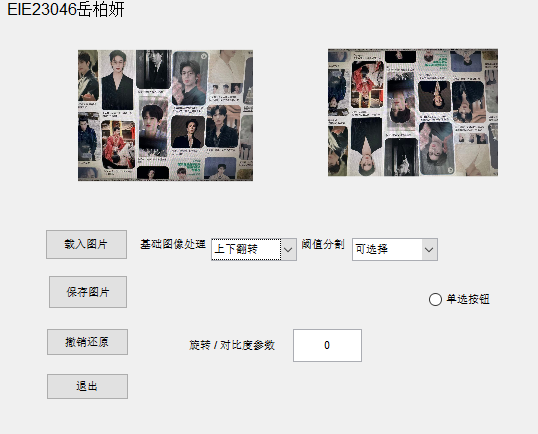 EIE23046岳柏妍
载入图片
基础图像处理
上下翻转
阈值分割
可选择
保存图片
单选按钮
撤销还原
旋转 / 对比度参数
0
退出